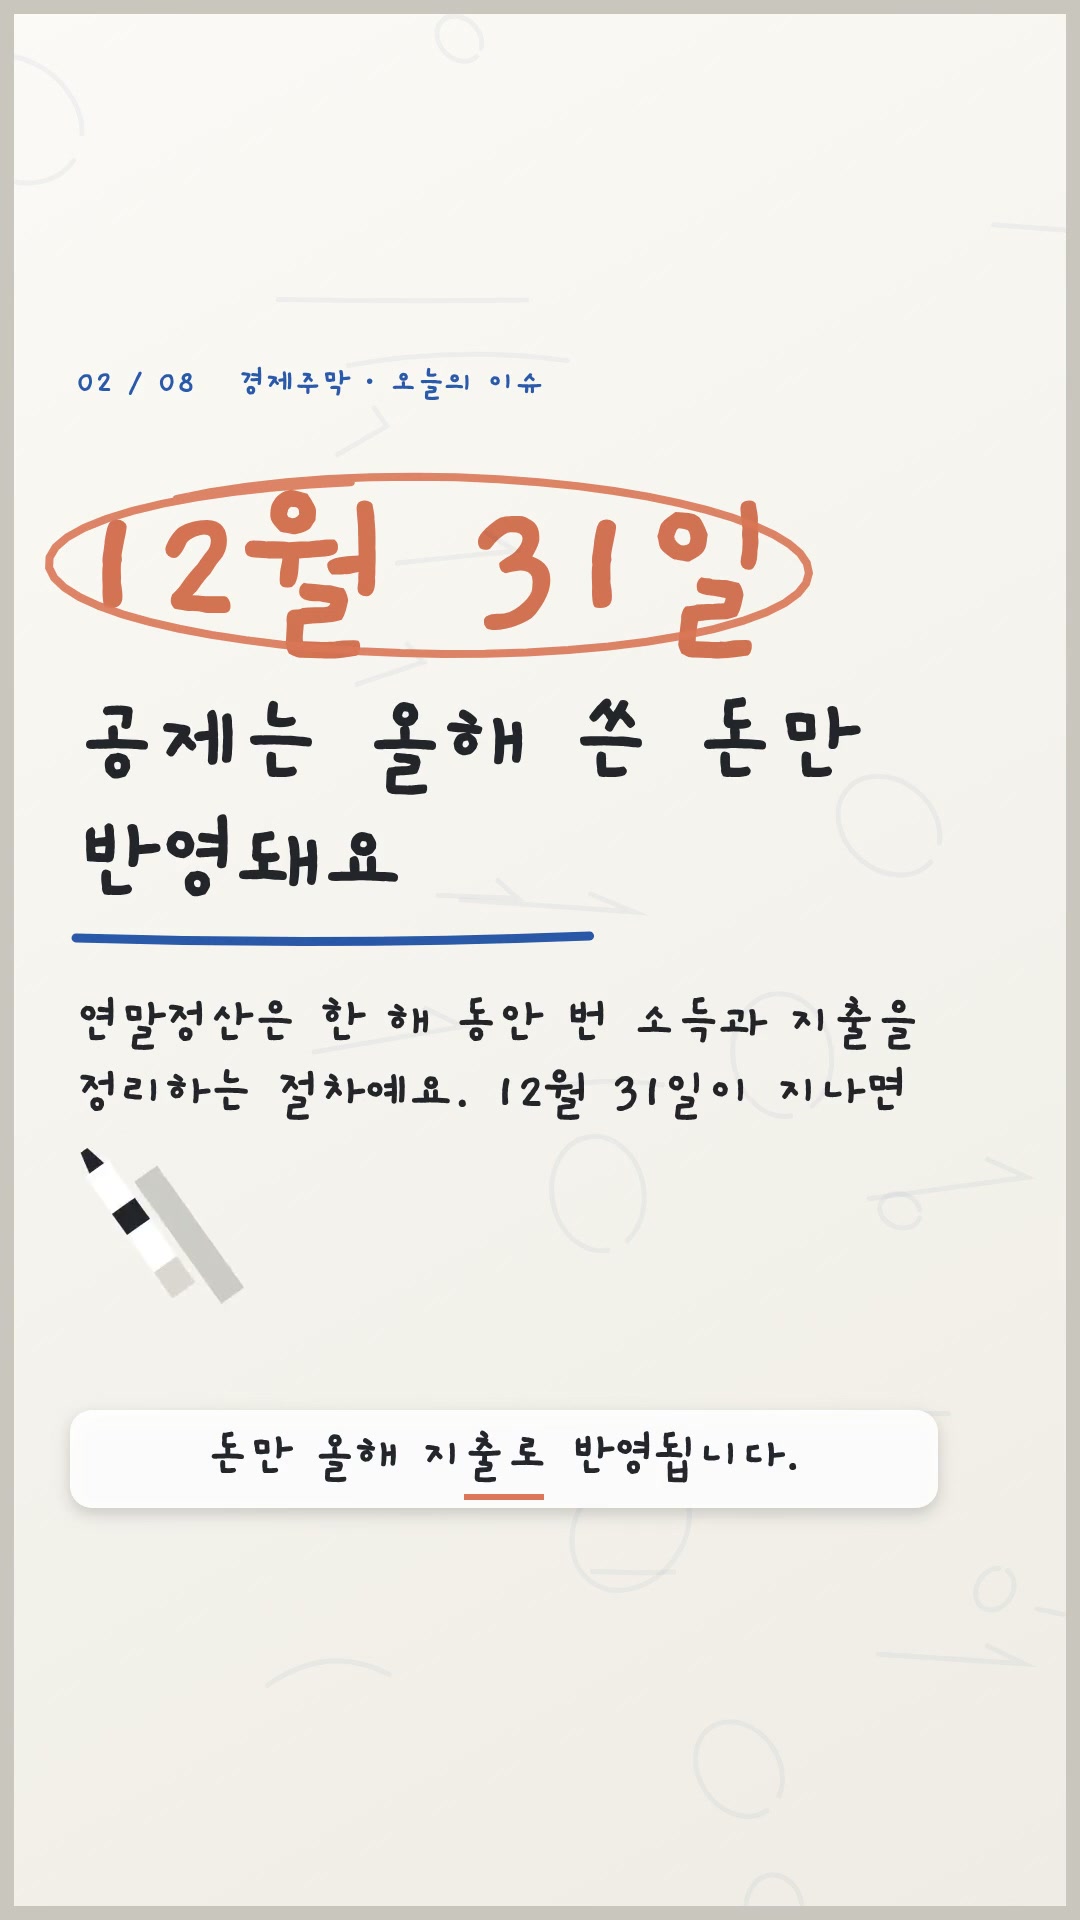 02 / 08 경제주막 · 오늘의 이슈
12월 31일
공제는 올해 쓴 돈만
반영돼요
연말정산은 한 해 동안 번 소득과 지출을
정리하는 절차예요. 12월 31일이 지나면
돈만 올해 지출로 반영됩니다.